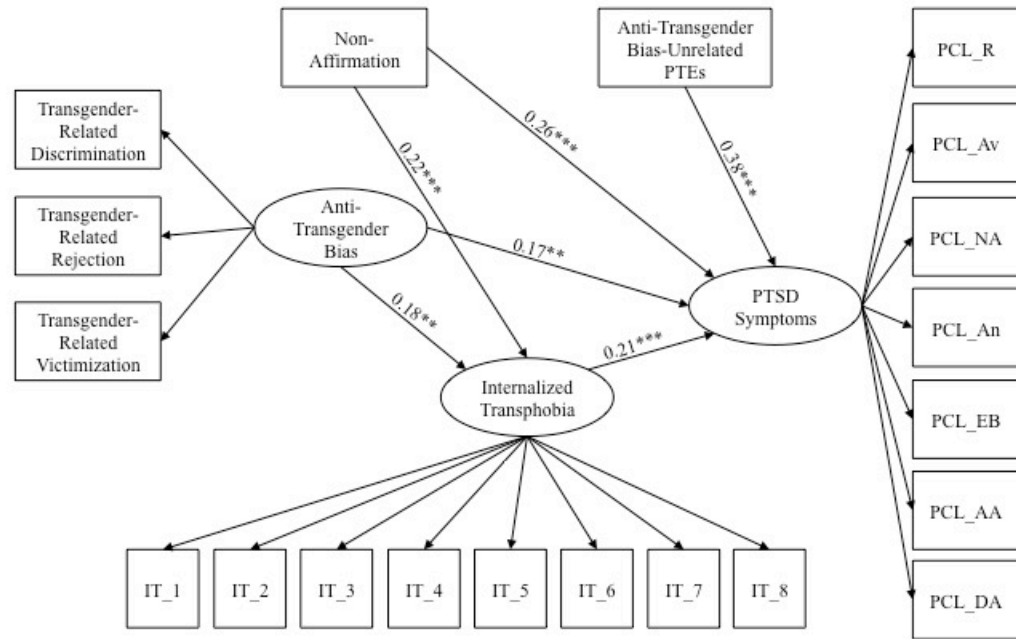 Non-
Affirmation
Anti-Transgender
Bias-Unrelated
PTEs
PCL_R
Transgender-
Related
Discrimination
0.26***
0.38***
PCL_Av
0.22***
Transgender-
Related
Rejection
Anti-
Transgender
Bias
0.17**
PCL_NA
0.18**
PTSD
Symptoms
PCL_An
Transgender-
Related
Victimization
0.21***
Internalized
Transphobia
PCL_EB
PCL_AA
IT_1
IT_2
IT_3
IT_4
IT_5
IT_6
IT_7
IT_8
PCL_DA